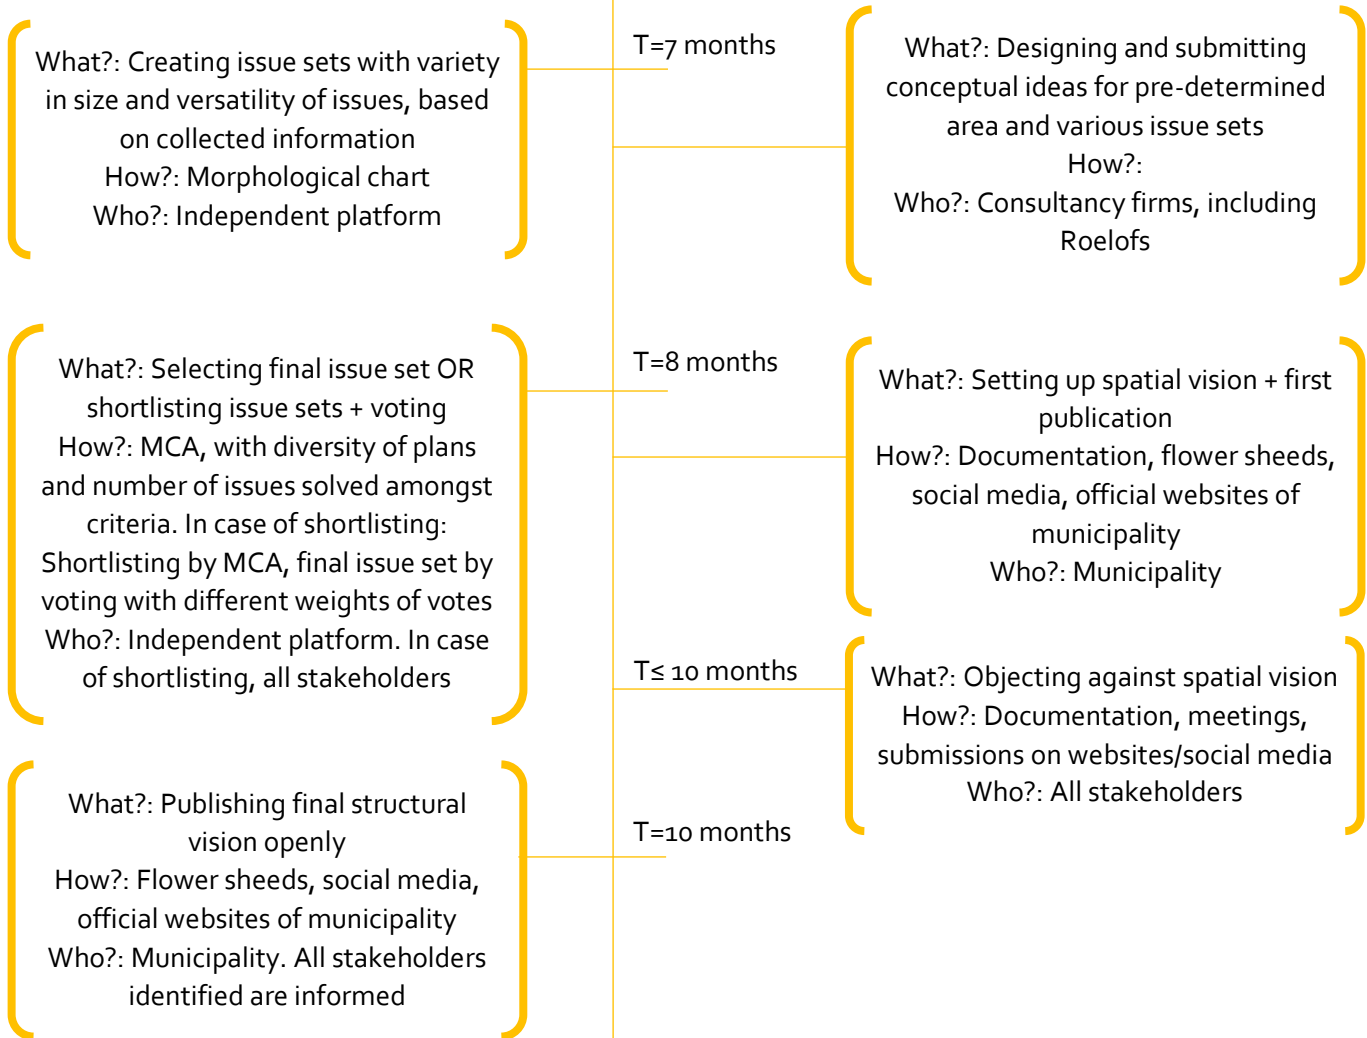 What?: Creating issue sets with variety
in size and versatility of issues, based
on collected information
How?: Morphological chart
Who?: Independent platform
T=7 months
What?: Designing and submitting
conceptual ideas for pre-determined
area and various issue sets
How?:
Who?: Consultancy firms, including
Roelofs
What?: Selecting final issue set OR
shortlisting issue sets + voting
How?: MCA, with diversity of plans
and number of issues solved amongst
criteria. In case of shortlisting:
Shortlisting by MCA, final issue set by
voting with different weights of votes
Who?: Independent platform. In case
of shortlisting, all stakeholders
T=8 months
What?: Setting up spatial vision + first
publication
How?: Documentation, flower sheeds,
social media, official websites of
municipality
Who?: Municipality
T≤ 10 months
What?: Objecting against spatial vision
How?: Documentation, meetings,
submissions on websites/social media
Who?: All stakeholders
What?: Publishing final structural
vision openly
How?: Flower sheeds, social media,
official websites of municipality
Who?: Municipality. All stakeholders
identified are informed
T=10 months